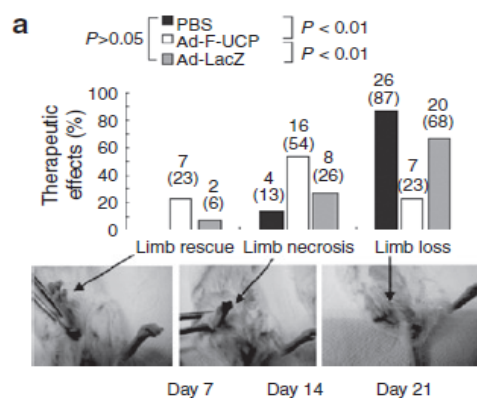 a
PBS
Ad-F-UCP
Ad-LacZ
P>0.05
P < 0.01
P < 0.01
Therapeutic
effects (%)
100
80
60
40
20
0
7
(23)
2
(6)
4
(13)
16
(54)
8
(26)
26
(87)
7
(23)
20
(68)
Limb rescue Limb necrosis Limb loss
Day 7 Day 14 Day 21